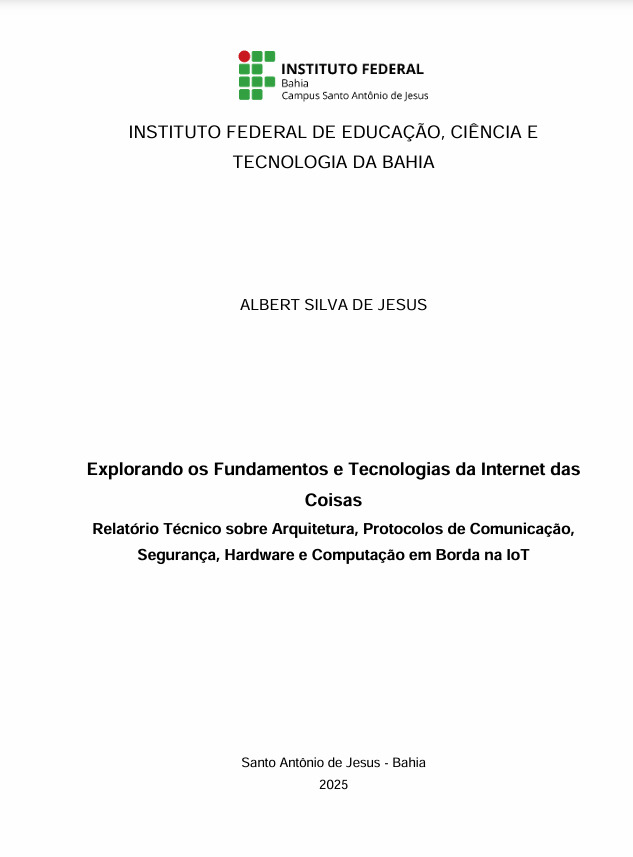 INSTITUTO FEDERAL
Bahia
Campus Santo Antônio de Jesus
INSTITUTO FEDERAL DE EDUCAÇÃO, CIÊNCIA E
TECNOLOGIA DA BAHIA
ALBERT SILVA DE JESUS
Explorando os Fundamentos e Tecnologias da Internet das
Coisas
Relatório Técnico sobre Arquitetura, Protocolos de Comunicação,
Segurança, Hardware e Computação em Borda na IoT
Santo Antônio de Jesus - Bahia
2025